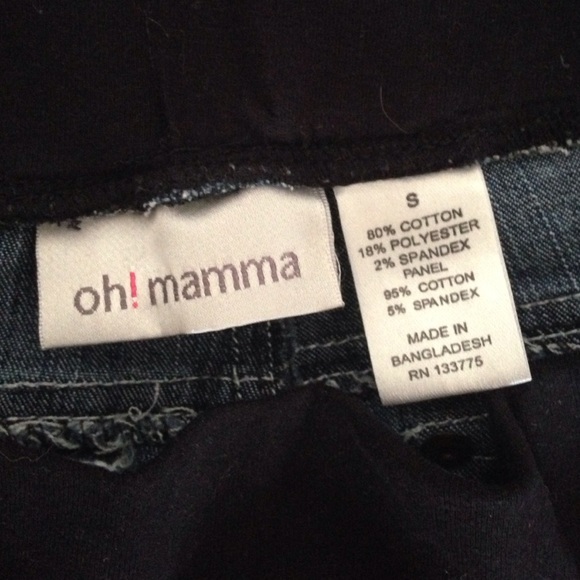 oh! mamma
S
80% COTTON
18% POLYESTER
2% SPANDEX
PANEL
95% COTTON
5% SPANDEX
MADE IN
BANGLADESH
RN 133775